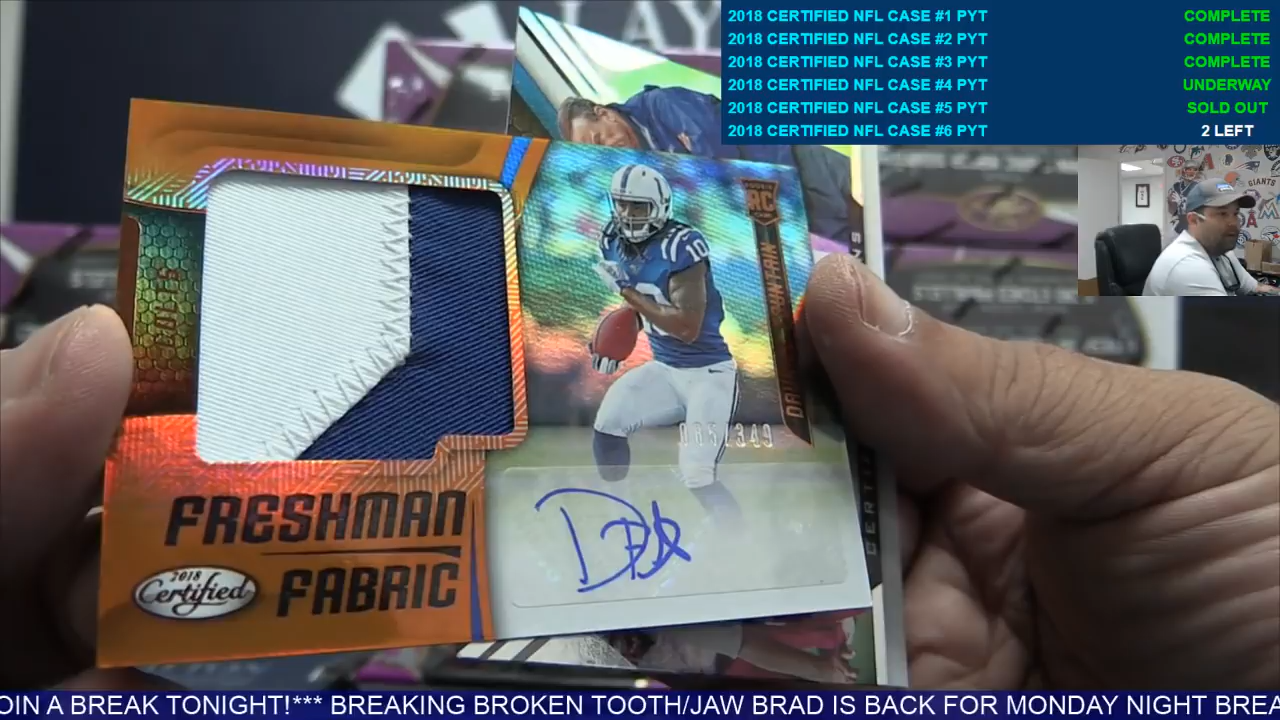 2018 CERTIFIED NFL CASE #1 PYT COMPLETE
2018 CERTIFIED NFL CASE #2 PYT COMPLETE
2018 CERTIFIED NFL CASE #3 PYT COMPLETE
2018 CERTIFIED NFL CASE #4 PYT UNDERWAY
2018 CERTIFIED NFL CASE #5 PYT SOLD OUT
2018 CERTIFIED NFL CASE #6 PYT 2 LEFT
GIANTS
RC
10
FRESHMAN
FABRIC
2018
Certified
OIN A BREAK TONIGHT!*** BREAKING BROKEN TOOTH/JAW BRAD IS BACK FOR MONDAY NIGHT BREA